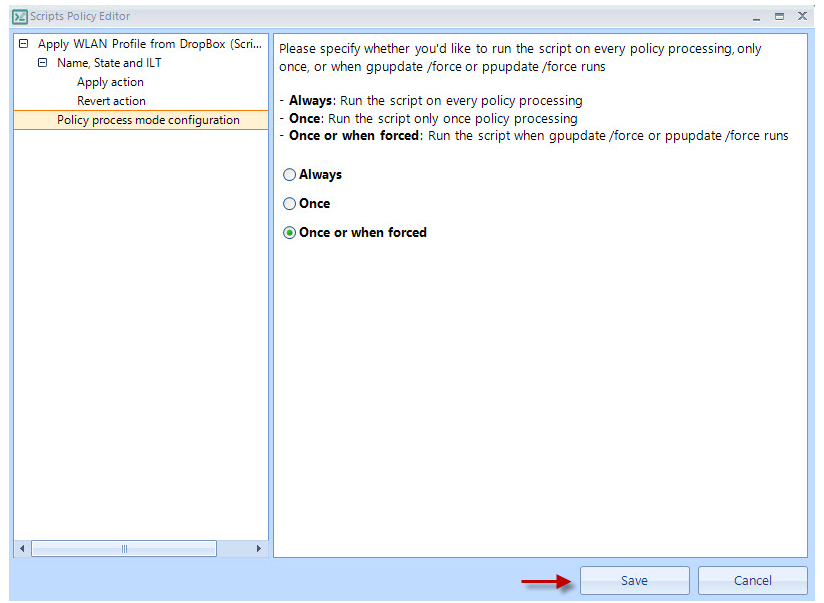 Scripts Policy Editor
Apply WLAN Profile from DropBox (Scri...
Name, State and ILT
Apply action
Revert action
Policy process mode configuration
Please specify whether you'd like to run the script on every policy processing, only
once, or when gpupdate /force or ppupdate /force runs
- Always: Run the script on every policy processing
- Once: Run the script only once policy processing
- Once or when forced: Run the script when gpupdate /force or ppupdate /force runs
Always
Once
Once or when forced
Save
Cancel